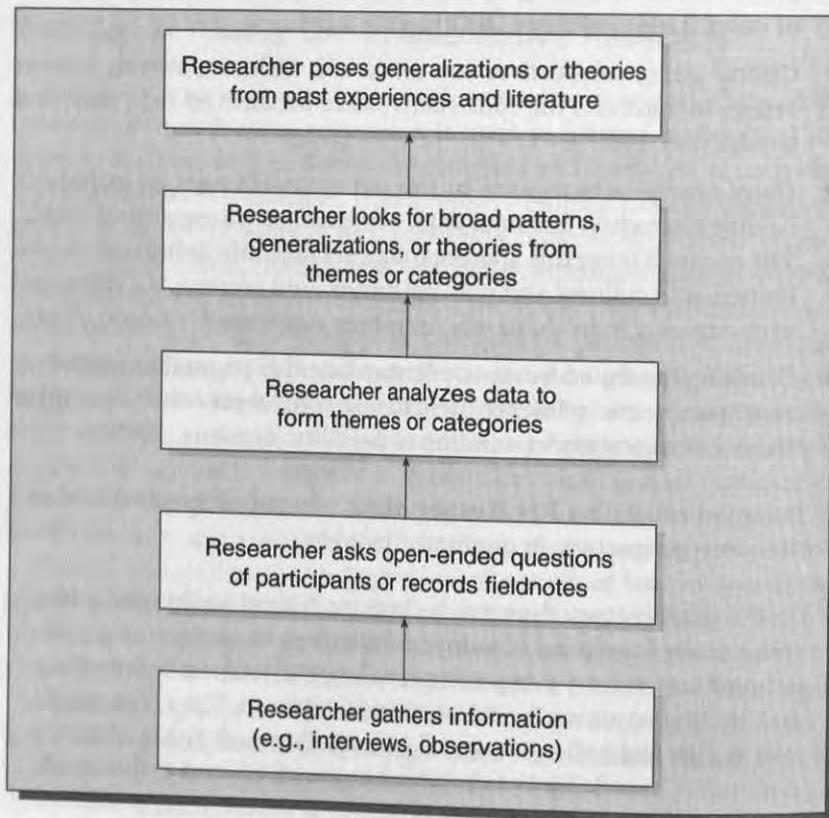 Researcher poses generalizations or theories
from past experiences and literature
Researcher looks for broad patterns,
generalizations, or theories from
themes or categories
Researcher analyzes data to
form themes or categories
Researcher asks open-ended questions
of participants or records fieldnotes
Researcher gathers information
(e.g., interviews, observations)